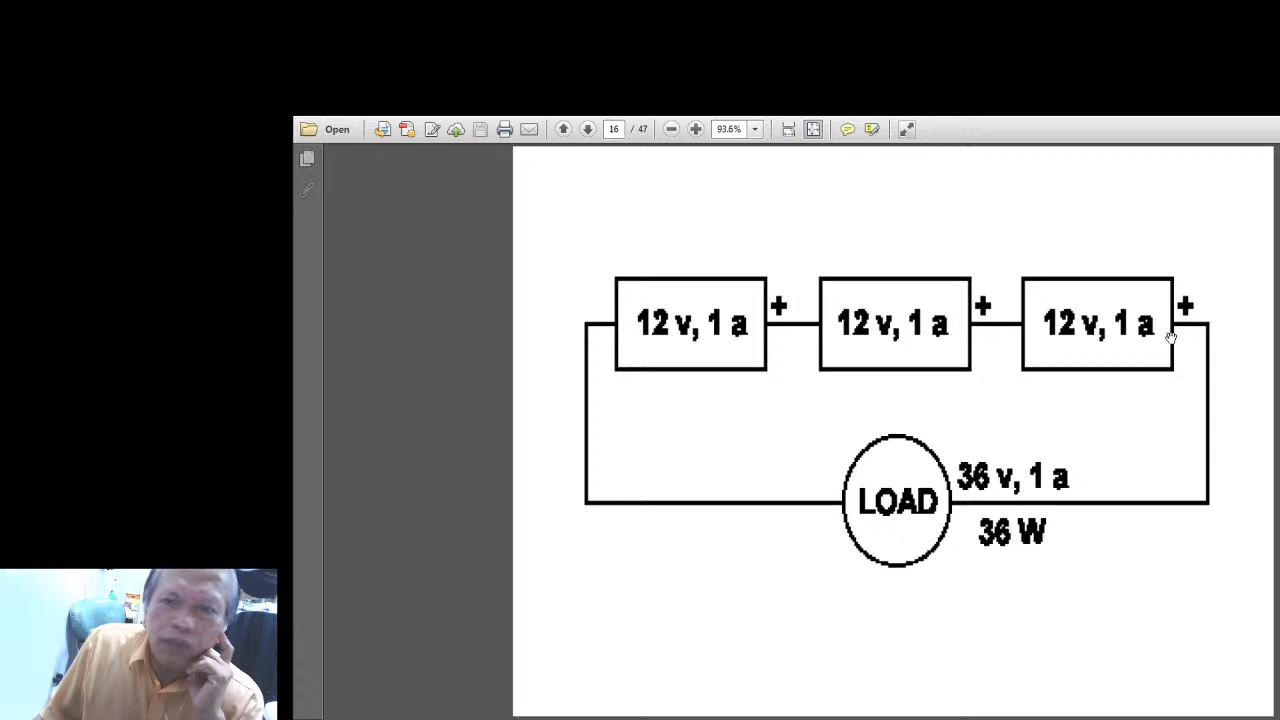 Open 16 / 47 93.6%
+ + +
12 v, 1 a 12 v, 1 a 12 v, 1 a
36 v, 1 a
LOAD
36 W